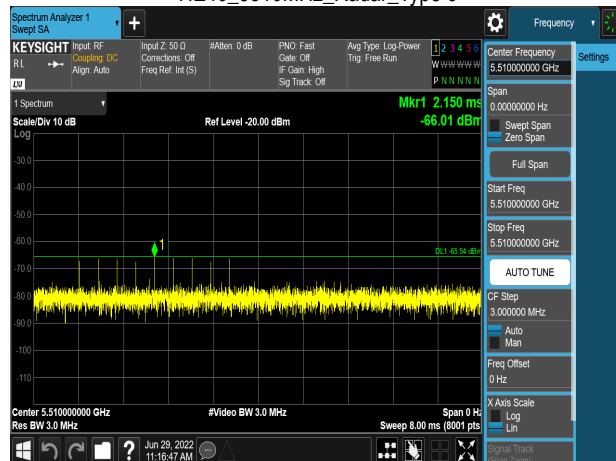 Spectrum Analyzer 1
Swept SA
Frequency
KEYSIGHT
Input: RF
Input Z: 50 Ω
#Atten: 0 dB
PNO: Fast
Avg Type: Log-Power
1 2 3 4 5 6
RL
Coupling: DC
Corrections: Off
Gate: Off
Trig: Free Run
W W W W W W
Align: Auto
Freq Ref: Int (S)
IF Gain: High
Sig Track: Off
P N N N N N
LXI
1 Spectrum
Mkr1 2.150 ms
Scale/Div 10 dB
Ref Level -20.00 dBm
-66.01 dBm
Log
-30.0
-40.0
-50.0
-60.0
-70.0
-80.0
-90.0
-100
-110
1
DL1 -65.54 dBm
Center 5.510000000 GHz
#Video BW 3.0 MHz
Span 0 Hz
Res BW 3.0 MHz
Sweep 8.00 ms (8001 pts)
Jun 29, 2022
11:16:47 AM
?
Center Frequency
5.510000000 GHz
Settings
Span
0.00000000 Hz
Swept Span
Zero Span
Full Span
Start Freq
5.510000000 GHz
Stop Freq
5.510000000 GHz
AUTO TUNE
CF Step
3.000000 MHz
Auto
Man
Freq Offset
0 Hz
X Axis Scale
Log
Lin
Signal Track
(Span Zoom)